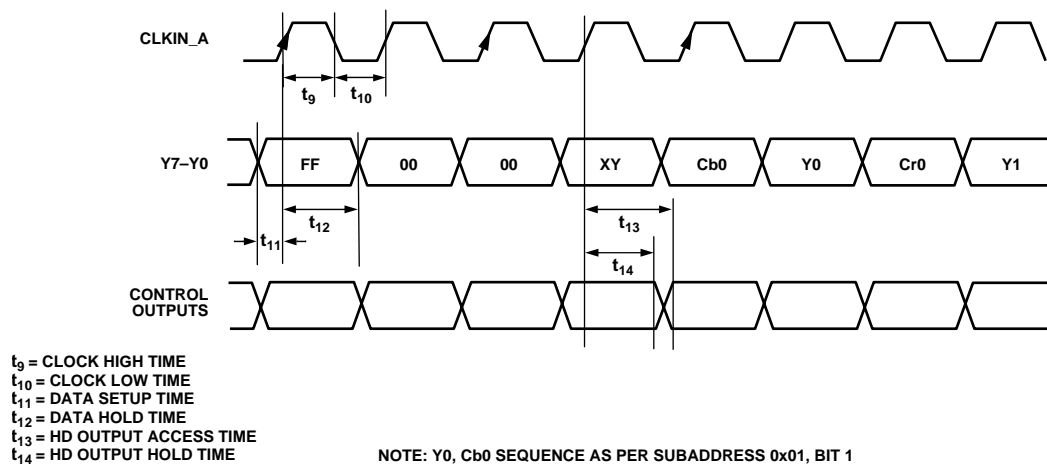 CLKIN_A
t9 t10
Y7–Y0 FF 00 00 XY Cb0 Y0 Cr0 Y1
t12 t13
t11
t14
CONTROL
OUTPUTS
t9 = CLOCK HIGH TIME
t10 = CLOCK LOW TIME
t11 = DATA SETUP TIME
t12 = DATA HOLD TIME
t13 = HD OUTPUT ACCESS TIME
t14 = HD OUTPUT HOLD TIME
NOTE: Y0, Cb0 SEQUENCE AS PER SUBADDRESS 0x01, BIT 1